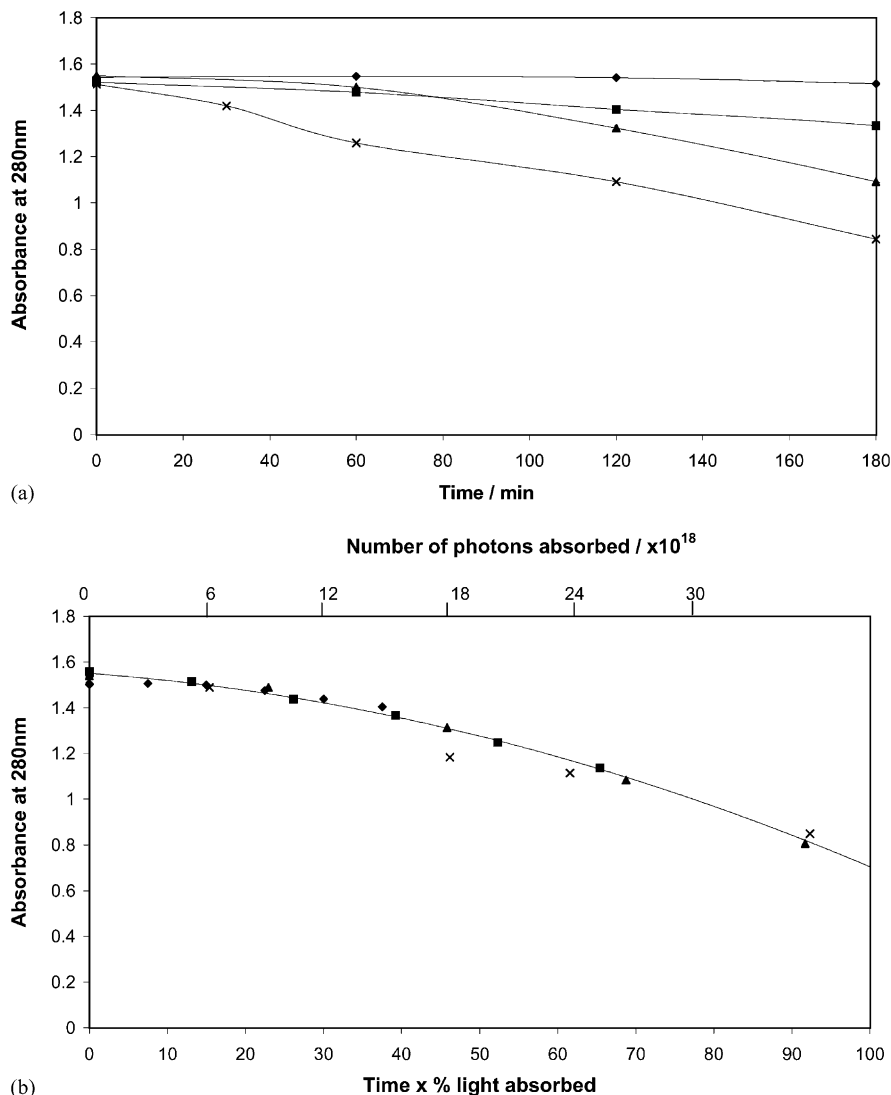 1.8
1.6
1.4
1.2
1
0.8
0.6
0.4
0.2
0
Absorbance at 280nm
0 20 40 60 80 100 120 140 160 180
Time / min
(a)
Number of photons absorbed / x10¹⁸
0 6 12 18 24 30
1.8
1.6
1.4
1.2
1
0.8
0.6
0.4
0.2
0
Absorbance at 280nm
0 10 20 30 40 50 60 70 80 90 100
Time x % light absorbed
(b)